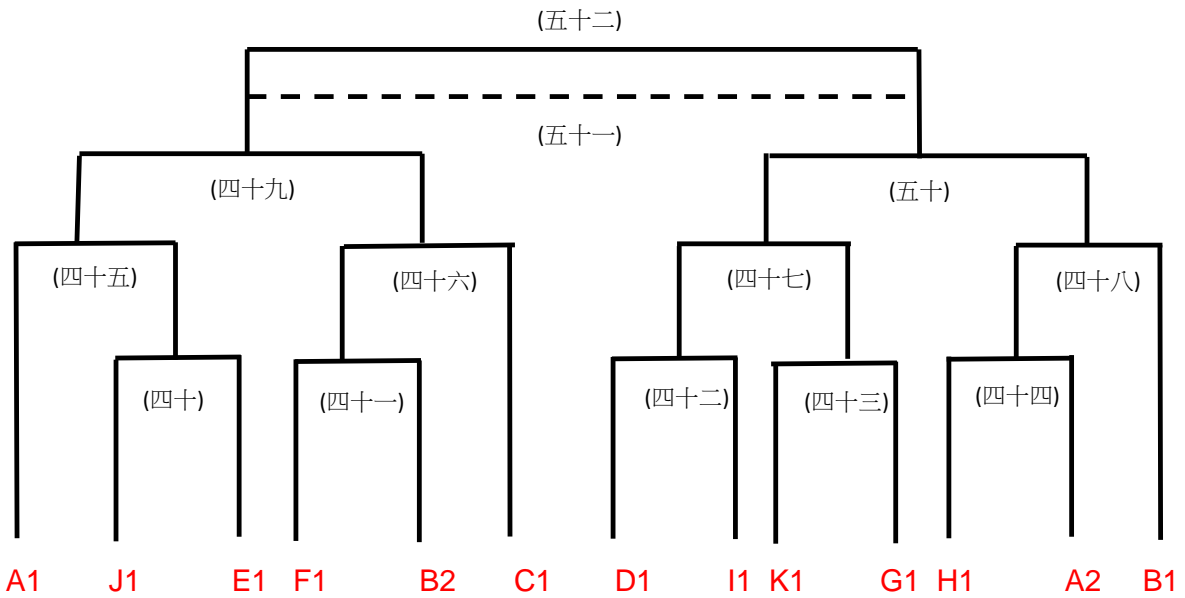 (五十二)
(五十一)
(四十九) (五十)
(四十五) (四十六) (四十七) (四十八)
(四十) (四十一) (四十二) (四十三) (四十四)
A1 J1 E1 F1 B2 C1 D1 I1 K1 G1 H1 A2 B1